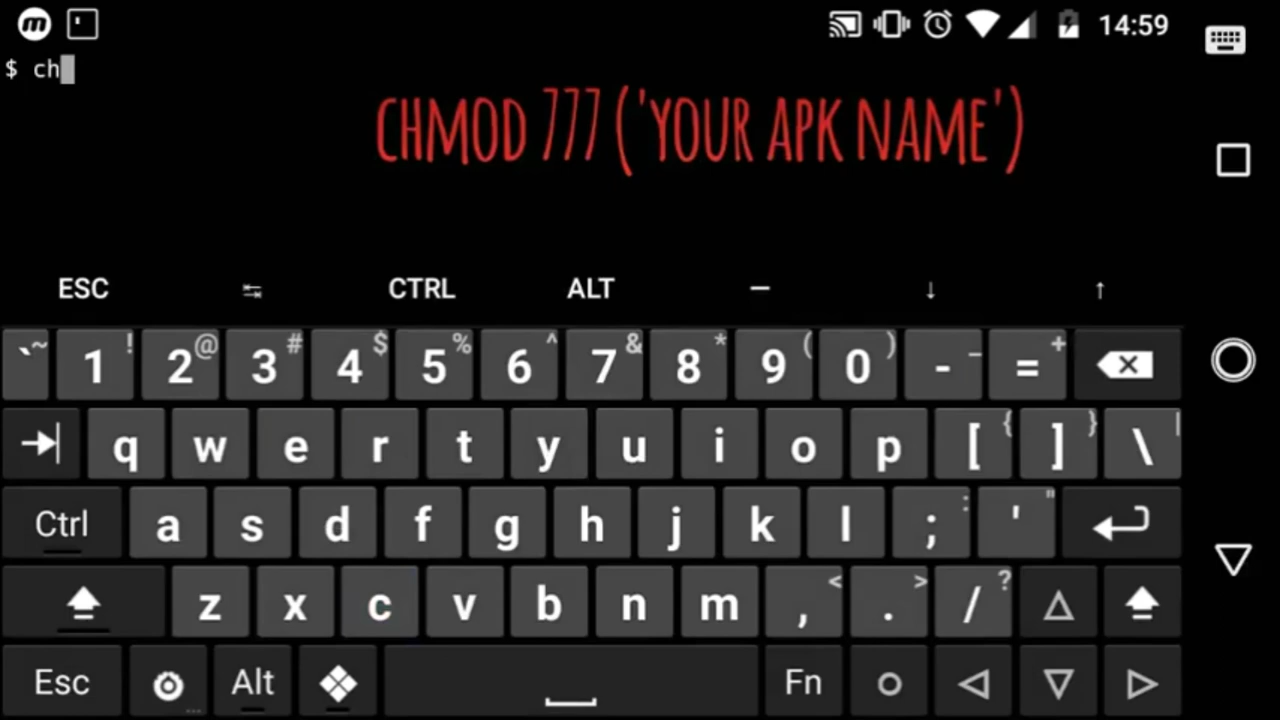 14:59
$ ch
CHMOD 777 ('YOUR APK NAME')
ESC ⇆ CTRL ALT — ↓ ↑
`~ 1! 2@ 3# 4$ 5% 6^ 7& 8* 9( 0) -_ =+
q w e r t y u i o p [{ ]} \|
Ctrl a s d f g h j k l ;: '"
z x c v b n m ,< .> /?
Esc Alt Fn